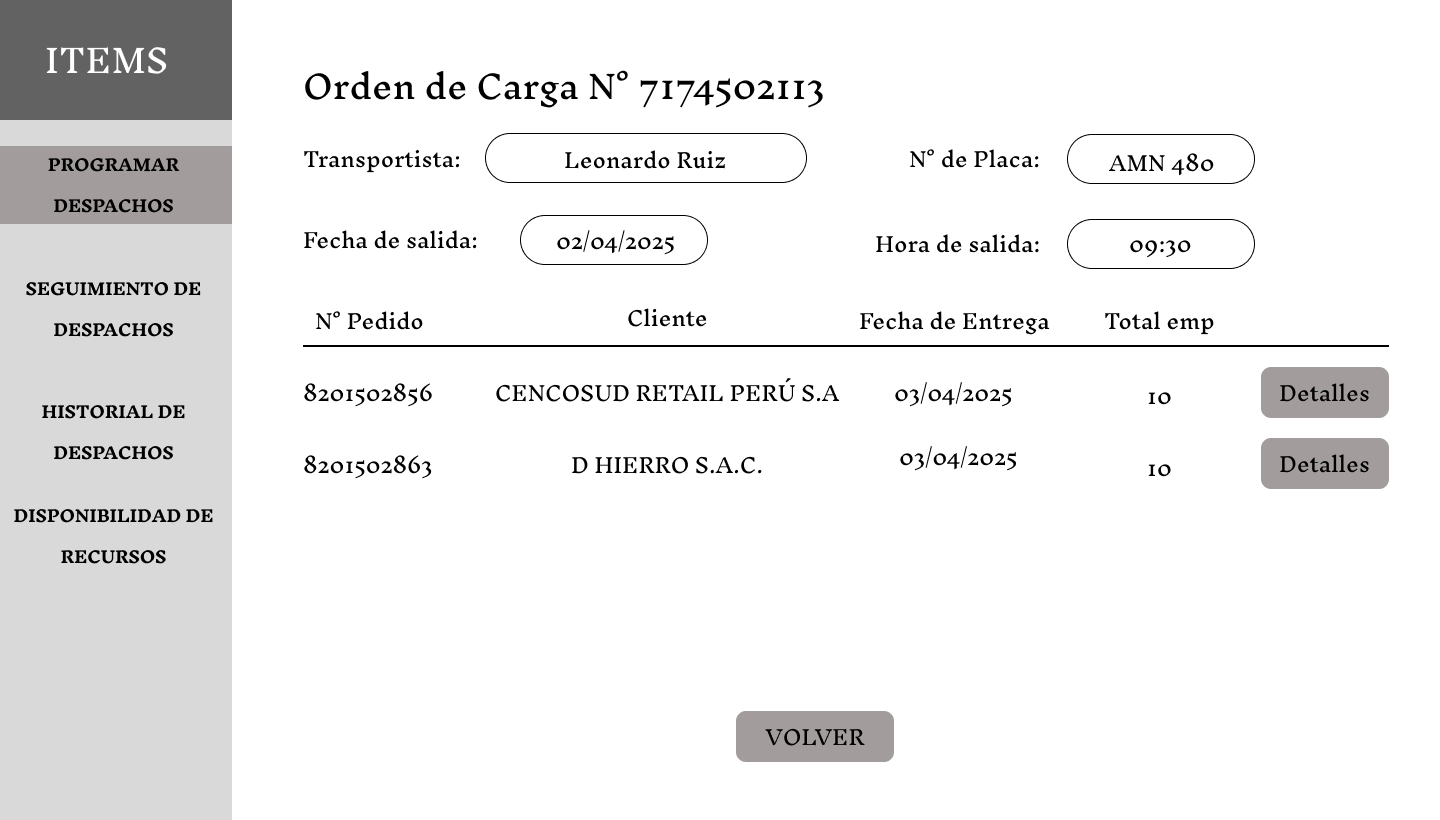 ITEMS
PROGRAMAR
DESPACHOS
SEGUIMIENTO DE
DESPACHOS
HISTORIAL DE
DESPACHOS
DISPONIBILIDAD DE
RECURSOS
Orden de Carga N° 7174502113
Transportista: Leonardo Ruiz N° de Placa: AMN 480
Fecha de salida: 02/04/2025 Hora de salida: 09:30
N° Pedido Cliente Fecha de Entrega Total emp
8201502856 CENCOSUD RETAIL PERÚ S.A 03/04/2025 10 Detalles
8201502863 D HIERRO S.A.C. 03/04/2025 10 Detalles
VOLVER